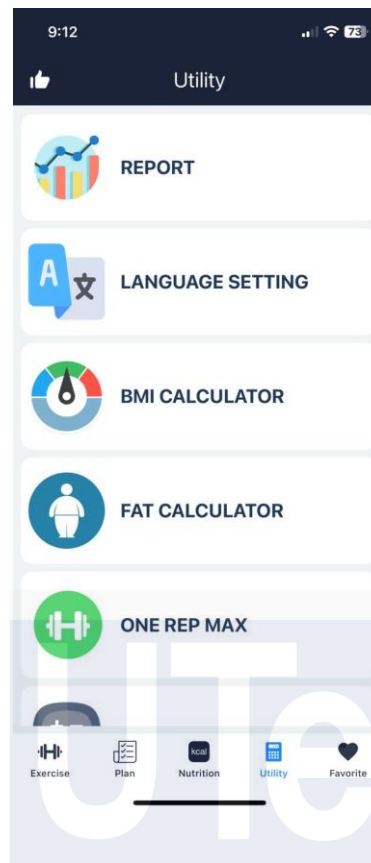 9:12
73
Utility
REPORT
A 文
LANGUAGE SETTING
BMI CALCULATOR
FAT CALCULATOR
ONE REP MAX
kcal
Exercise Plan Nutrition Utility Favorite
UTe